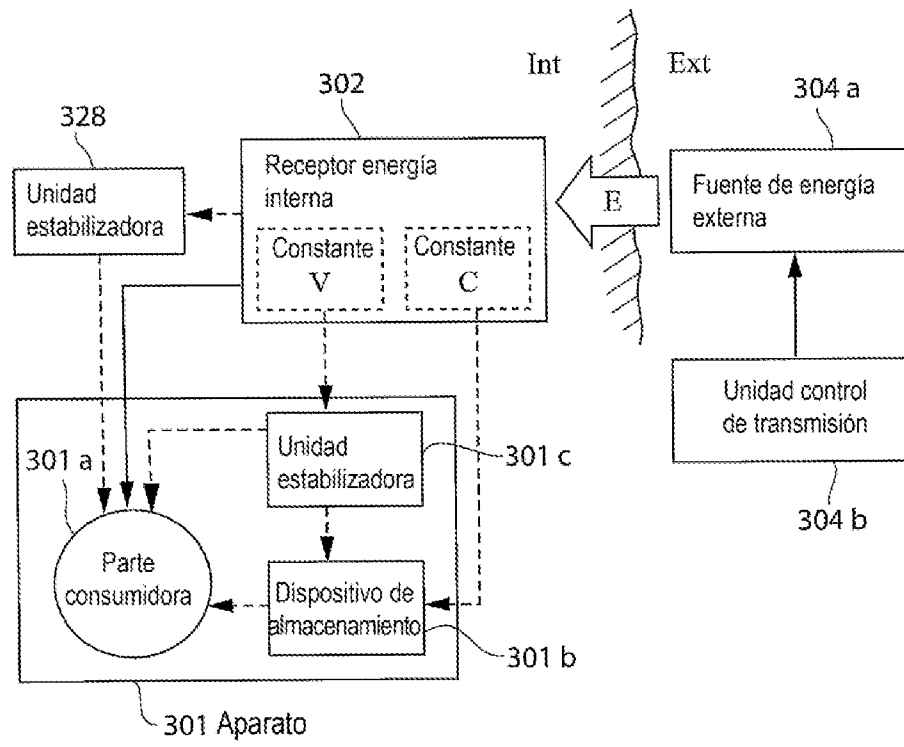 Int
Ext
302
304 a
328
Receptor energía
interna
Fuente de energía
externa
Unidad
estabilizadora
E
Constante
V
Constante
C
Unidad control
de transmisión
304 b
301 a
Unidad
estabilizadora
301 c
Parte
consumidora
Dispositivo de
almacenamiento
301 b
301 Aparato